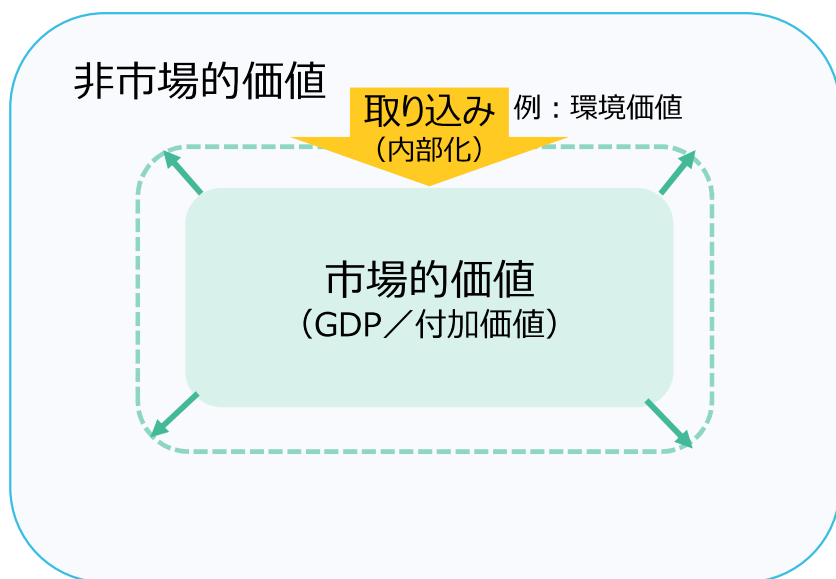 非市場的価値
取り込み
（内部化）
例：環境価値
市場的価値
（GDP／付加価値）